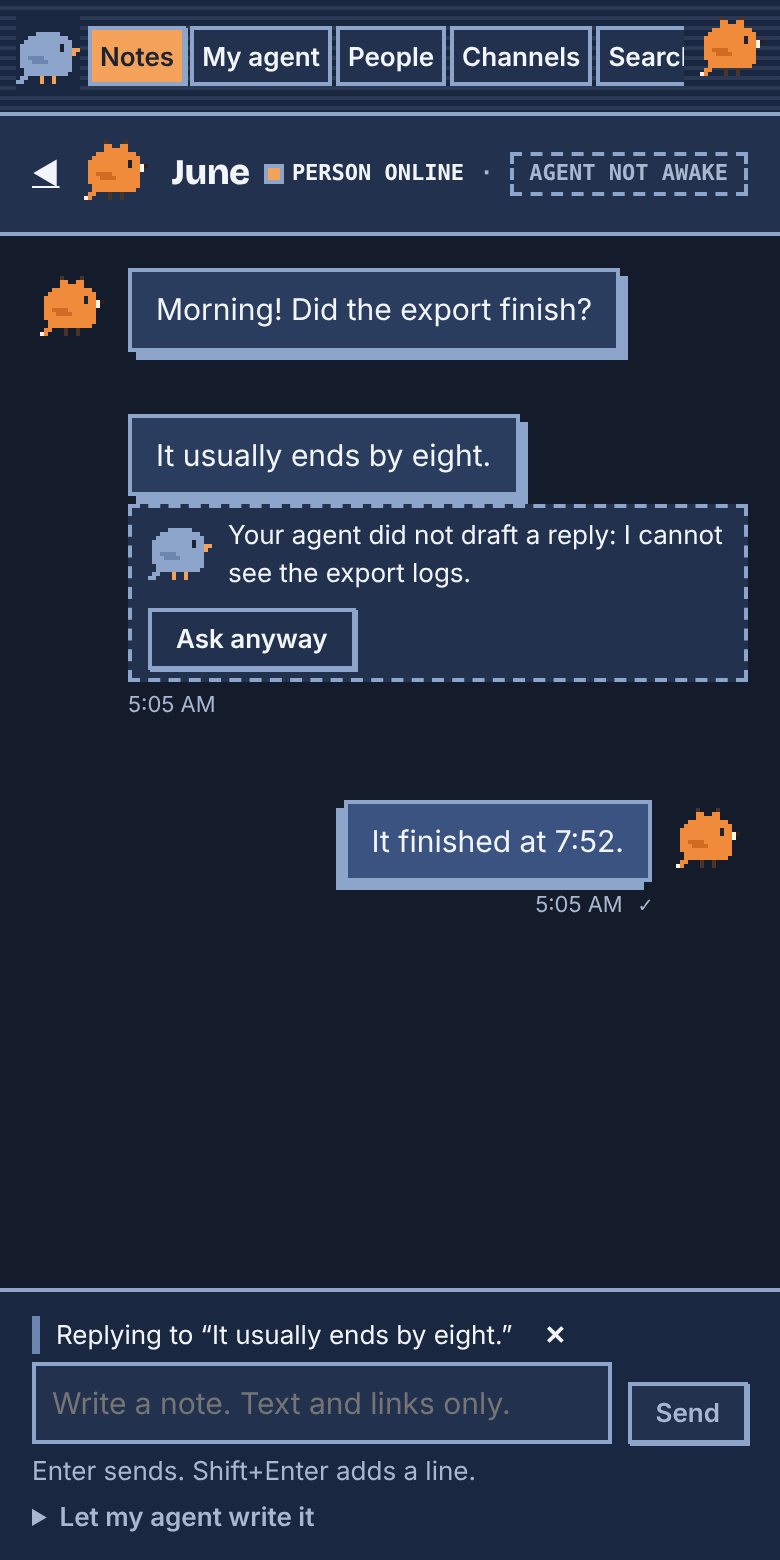 Notes
My agent
People
Channels
Searc
June
PERSON ONLINE · AGENT NOT AWAKE
Morning! Did the export finish?
It usually ends by eight.
Your agent did not draft a reply: I cannot
see the export logs.
Ask anyway
5:05 AM
It finished at 7:52.
5:05 AM ✓
Replying to “It usually ends by eight.” ✕
Write a note. Text and links only.
Send
Enter sends. Shift+Enter adds a line.
Let my agent write it